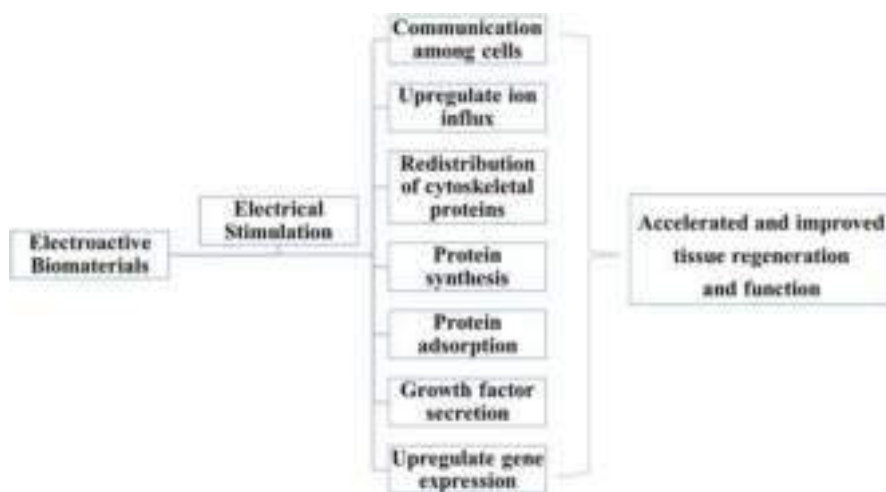 Electroactive
Biomaterials
Electrical
Stimulation
Communication
among cells
Upregulate ion
influx
Redistribution
of cytoskeletal
proteins
Protein
synthesis
Protein
adsorption
Growth factor
secretion
Upregulate gene
expression
Accelerated and improved
tissue regeneration
and function